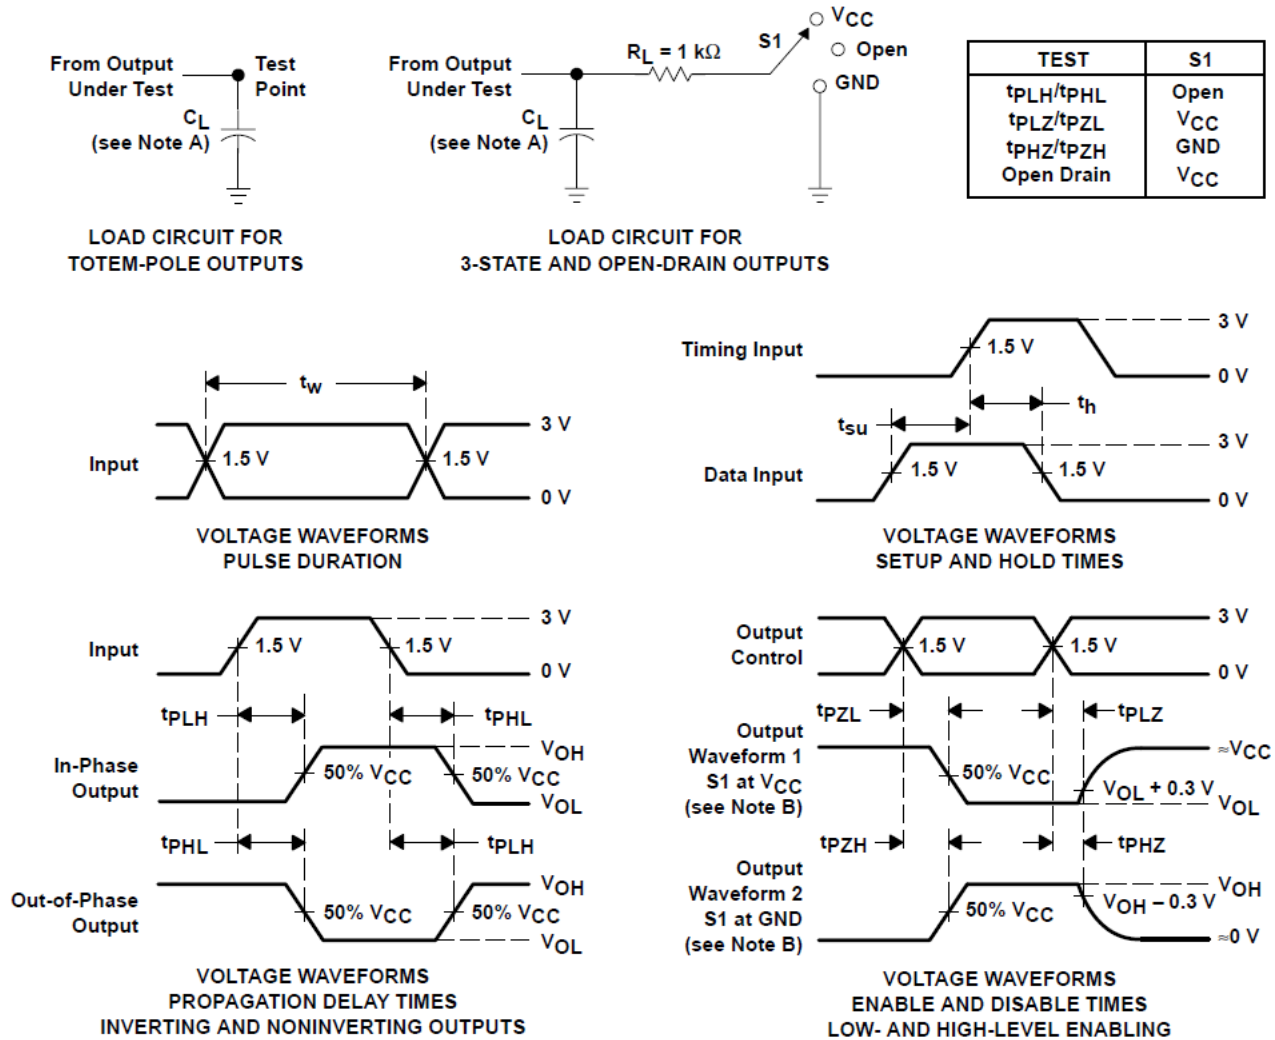 From Output
Under Test
Test
Point
CL
(see Note A)
LOAD CIRCUIT FOR
TOTEM-POLE OUTPUTS
From Output
Under Test
RL = 1 kΩ
S1
VCC
Open
GND
CL
(see Note A)
LOAD CIRCUIT FOR
3-STATE AND OPEN-DRAIN OUTPUTS
TEST S1
tPLH/tPHL Open
tPLZ/tPZL VCC
tPHZ/tPZH GND
Open Drain VCC
tw
Input
1.5 V
1.5 V
3 V
0 V
VOLTAGE WAVEFORMS
PULSE DURATION
Timing Input
1.5 V
3 V
0 V
th
tsu
Data Input
1.5 V
1.5 V
3 V
0 V
VOLTAGE WAVEFORMS
SETUP AND HOLD TIMES
Input
1.5 V
1.5 V
3 V
0 V
tPLH
tPHL
In-Phase
Output
50% VCC
50% VCC
VOH
VOL
tPHL
tPLH
Out-of-Phase
Output
50% VCC
50% VCC
VOH
VOL
VOLTAGE WAVEFORMS
PROPAGATION DELAY TIMES
INVERTING AND NONINVERTING OUTPUTS
Output
Control
1.5 V
1.5 V
3 V
0 V
tPZL
tPLZ
Output
Waveform 1
S1 at VCC
(see Note B)
50% VCC
≈VCC
VOL + 0.3 V
VOL
tPZH
tPHZ
Output
Waveform 2
S1 at GND
(see Note B)
50% VCC
VOH
VOH – 0.3 V
≈0 V
VOLTAGE WAVEFORMS
ENABLE AND DISABLE TIMES
LOW- AND HIGH-LEVEL ENABLING